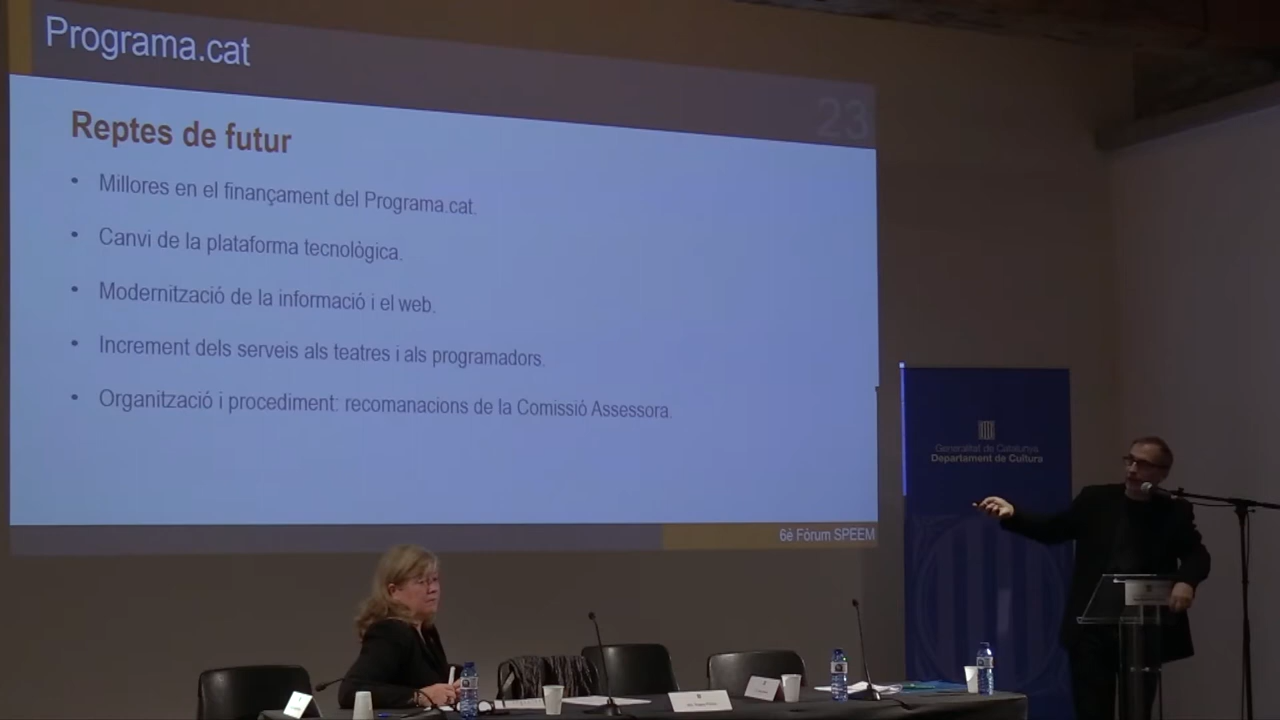 Programa.cat
23
Reptes de futur
• Millores en el finançament del Programa.cat.
• Canvi de la plataforma tecnològica.
• Modernització de la informació i el web.
• Increment dels serveis als teatres i als programadors.
• Organització i procediment: recomanacions de la Comissió Assessora.
6è Fòrum SPEEM
Generalitat de Catalunya
Departament de Cultura